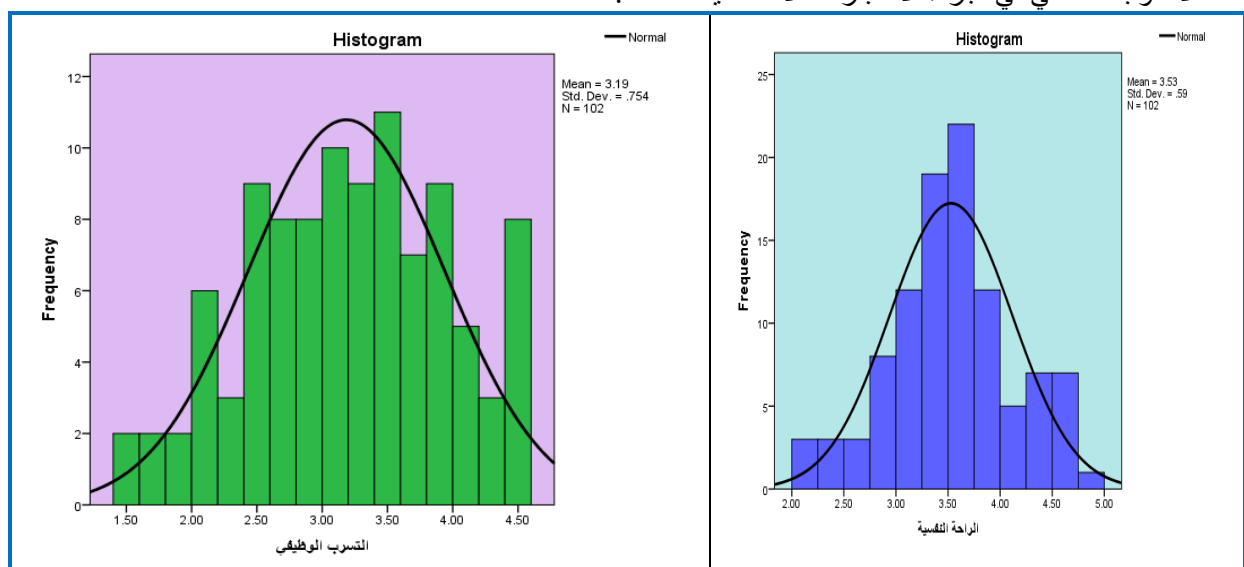 Histogram
Normal
Mean = 3.19
Std. Dev. = .754
N = 102
Frequency
12
10
8
6
4
2
0
1.50 2.00 2.50 3.00 3.50 4.00 4.50
التسرب الوظيفي
Histogram
Normal
Mean = 3.53
Std. Dev. = .59
N = 102
Frequency
25
20
15
10
5
0
2.00 2.50 3.00 3.50 4.00 4.50 5.00
الراحة النفسية